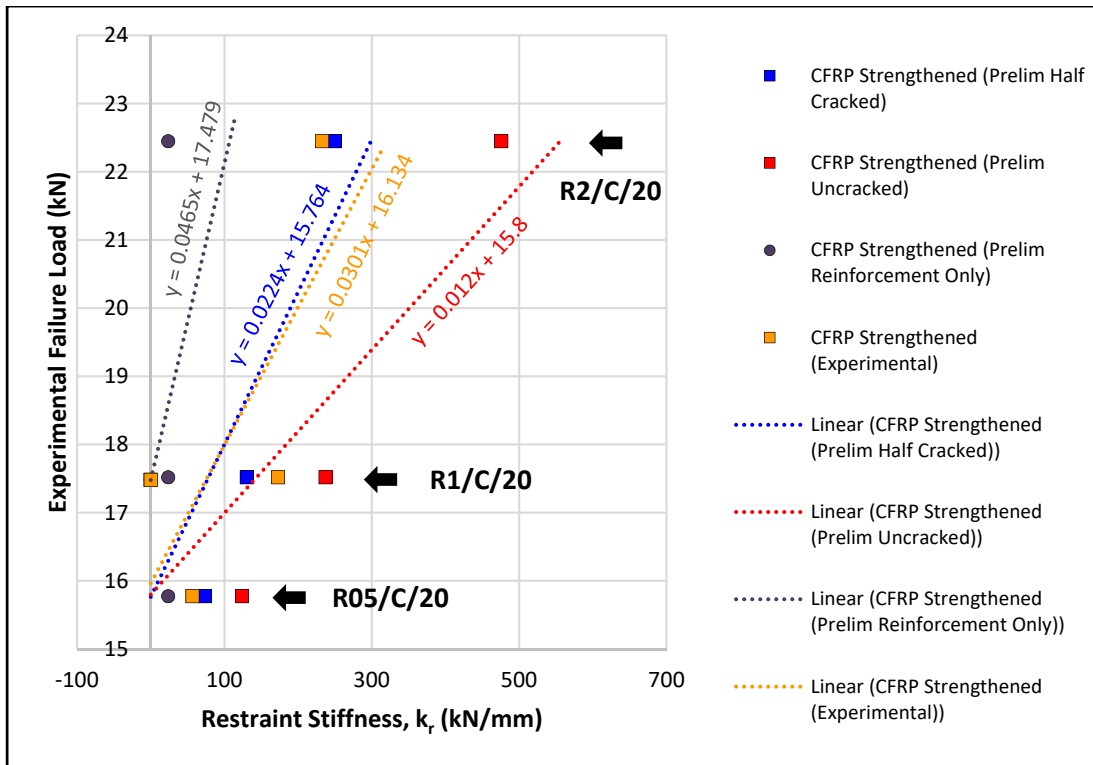 24
23
22
21
20
19
18
17
16
15
-100
100
300
500
700
Experimental Failure Load (kN)
Restraint Stiffness, kr (kN/mm)
y = 0.0465x + 17.479
y = 0.0224x + 15.764
y = 0.0301x + 16.134
y = 0.012x + 15.8
R2/C/20
R1/C/20
R05/C/20
CFRP Strengthened (Prelim Half
Cracked)
CFRP Strengthened (Prelim
Uncracked)
CFRP Strengthened (Prelim
Reinforcement Only)
CFRP Strengthened
(Experimental)
Linear (CFRP Strengthened
(Prelim Half Cracked))
Linear (CFRP Strengthened
(Prelim Uncracked))
Linear (CFRP Strengthened
(Prelim Reinforcement Only))
Linear (CFRP Strengthened
(Experimental))